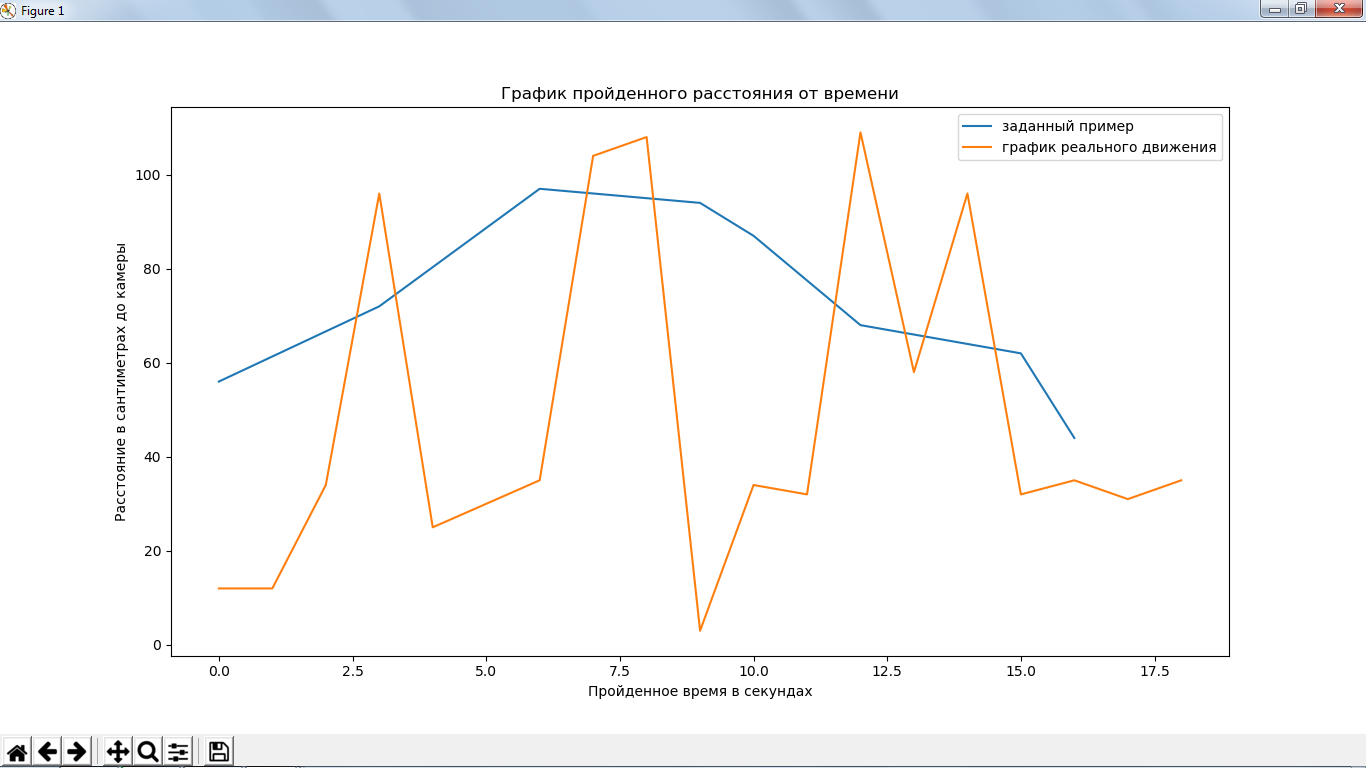 Figure 1
График пройденного расстояния от времени
заданный пример
график реального движения
Расстояние в сантиметрах до камеры
100
80
60
40
20
0
0.0 2.5 5.0 7.5 10.0 12.5 15.0 17.5
Пройденное время в секундах